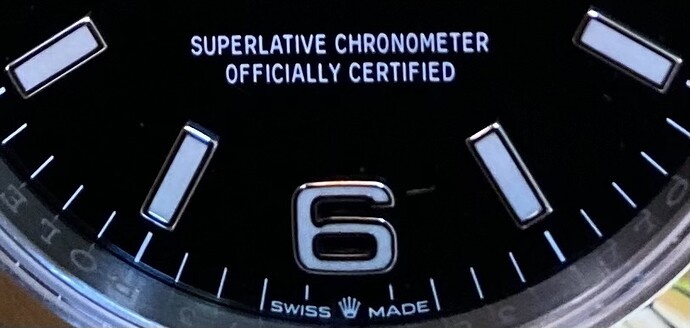 SUPERLATIVE CHRONOMETER
OFFICIALLY CERTIFIED
6
SWISS MADE